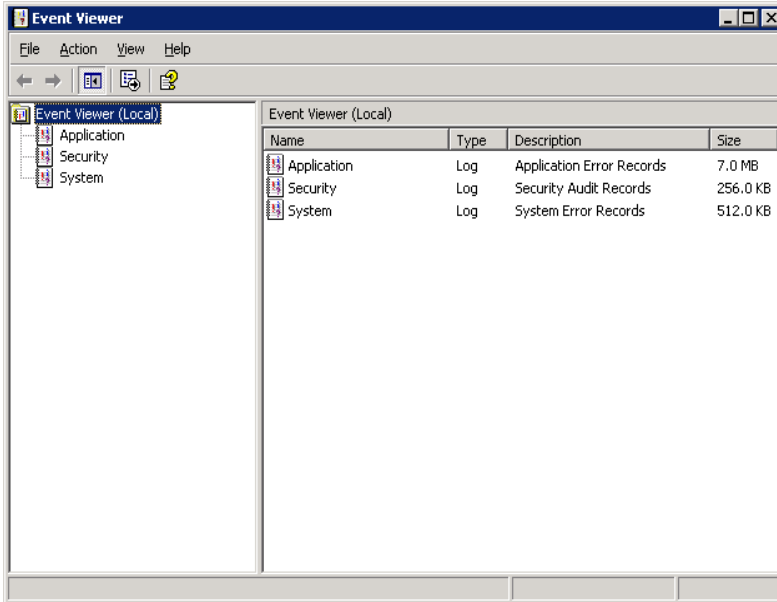 Event Viewer
File Action View Help
Event Viewer (Local)
Application
Security
System
Event Viewer (Local)
Name Type Description Size
Application Log Application Error Records 7.0 MB
Security Log Security Audit Records 256.0 KB
System Log System Error Records 512.0 KB